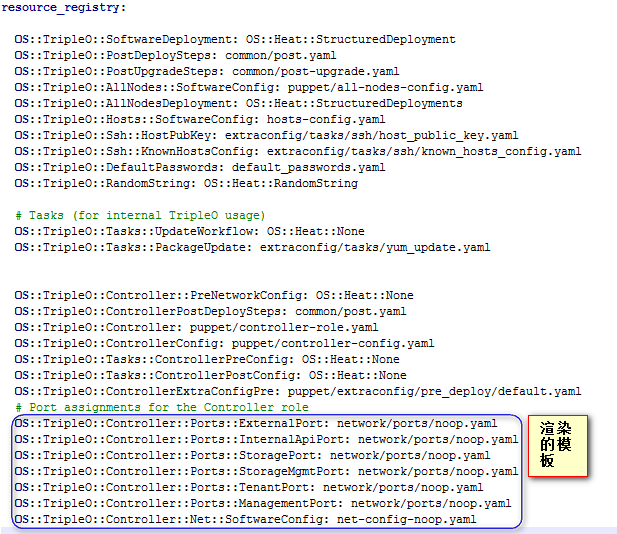 resource_registry:
OS::TripleO::SoftwareDeployment: OS::Heat::StructuredDeployment
OS::TripleO::PostDeploySteps: common/post.yaml
OS::TripleO::PostUpgradeSteps: common/post-upgrade.yaml
OS::TripleO::AllNodes::SoftwareConfig: puppet/all-nodes-config.yaml
OS::TripleO::AllNodesDeployment: OS::Heat::StructuredDeployments
OS::TripleO::Hosts::SoftwareConfig: hosts-config.yaml
OS::TripleO::Ssh::HostPubKey: extraconfig/tasks/ssh/host_public_key.yaml
OS::TripleO::Ssh::KnownHostsConfig: extraconfig/tasks/ssh/known_hosts_config.yaml
OS::TripleO::DefaultPasswords: default_passwords.yaml
OS::TripleO::RandomString: OS::Heat::RandomString
# Tasks (for internal TripleO usage)
OS::TripleO::Tasks::UpdateWorkflow: OS::Heat::None
OS::TripleO::Tasks::PackageUpdate: extraconfig/tasks/yum_update.yaml
OS::TripleO::Controller::PreNetworkConfig: OS::Heat::None
OS::TripleO::ControllerPostDeploySteps: common/post.yaml
OS::TripleO::Controller: puppet/controller-role.yaml
OS::TripleO::ControllerConfig: puppet/controller-config.yaml
OS::TripleO::Tasks::ControllerPreConfig: OS::Heat::None
OS::TripleO::Tasks::ControllerPostConfig: OS::Heat::None
OS::TripleO::ControllerExtraConfigPre: puppet/extraconfig/pre_deploy/default.yaml
# Port assignments for the Controller role
OS::TripleO::Controller::Ports::ExternalPort: network/ports/noop.yaml
OS::TripleO::Controller::Ports::InternalApiPort: network/ports/noop.yaml
OS::TripleO::Controller::Ports::StoragePort: network/ports/noop.yaml
OS::TripleO::Controller::Ports::StorageMgmtPort: network/ports/noop.yaml
OS::TripleO::Controller::Ports::TenantPort: network/ports/noop.yaml
OS::TripleO::Controller::Ports::ManagementPort: network/ports/noop.yaml
OS::TripleO::Controller::Net::SoftwareConfig: net-config-noop.yaml
渲染
的模
板